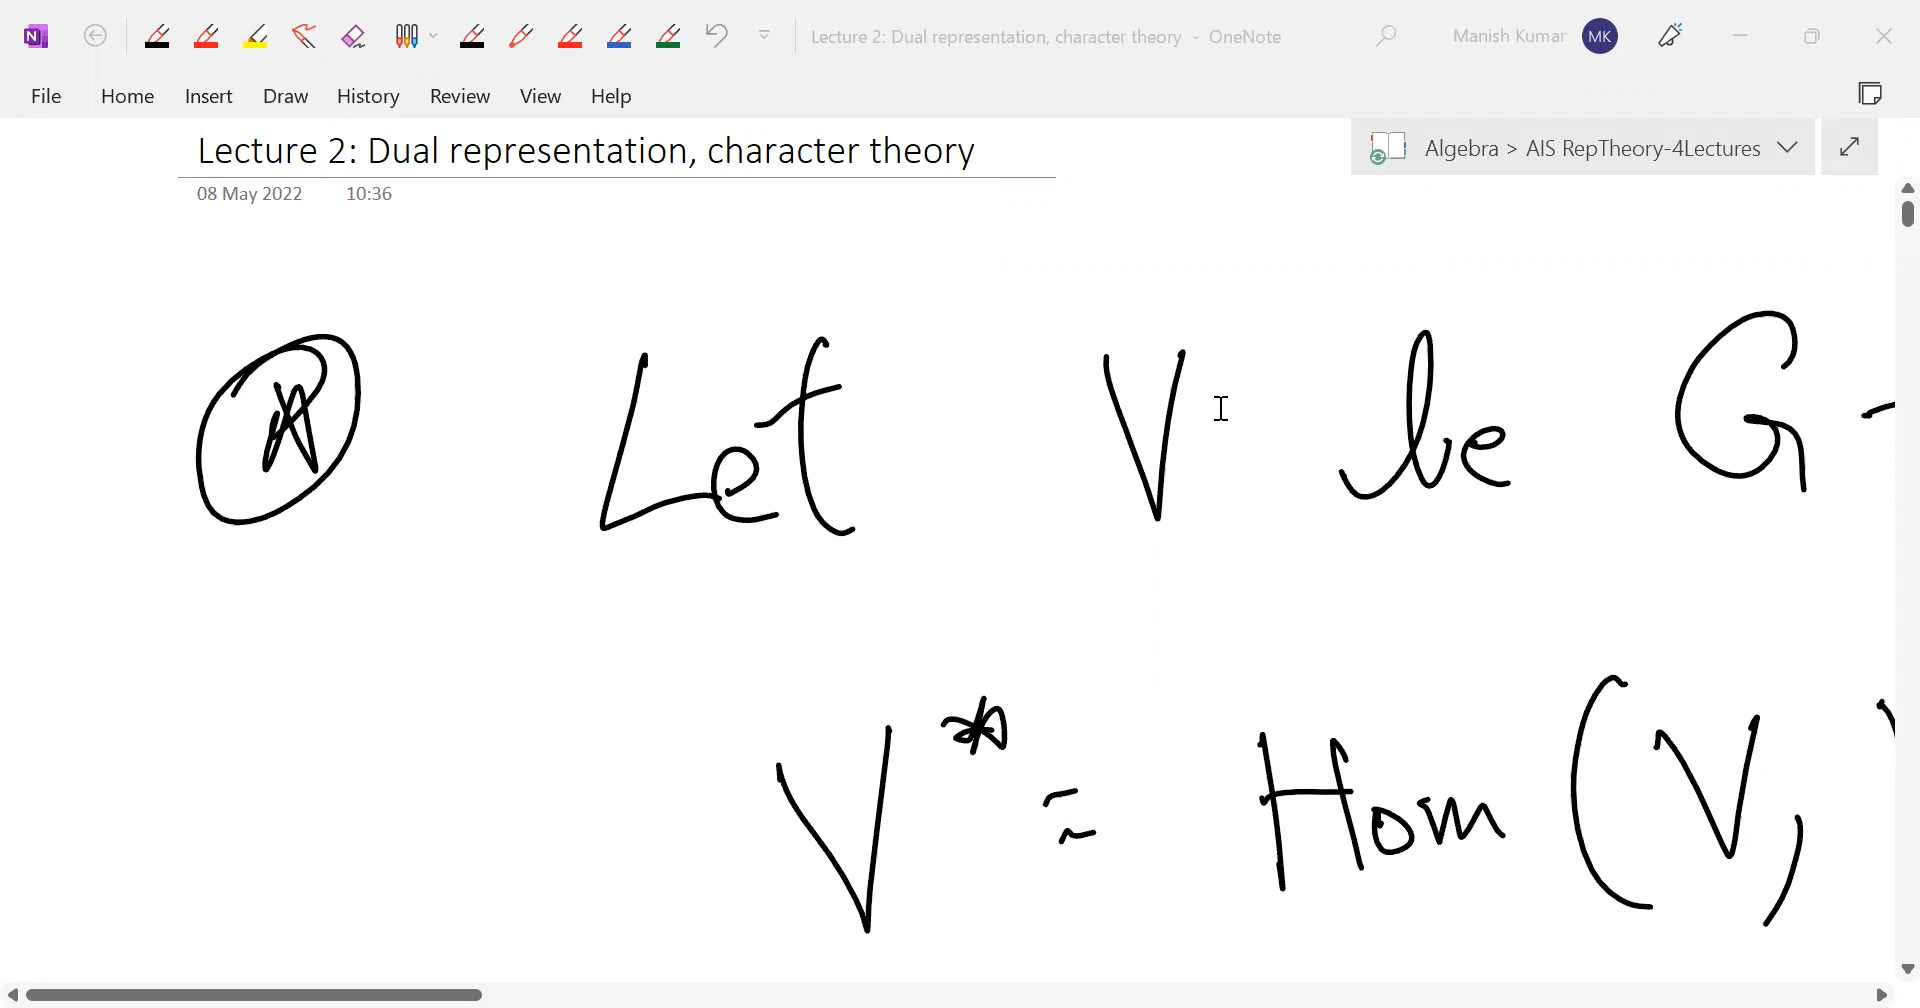 Lecture 2: Dual representation, character theory - OneNote
Manish Kumar MK
File Home Insert Draw History Review View Help
Lecture 2: Dual representation, character theory
Algebra > AIS RepTheory-4Lectures
08 May 2022 10:36
Let V be G -
V* = Hom (V,